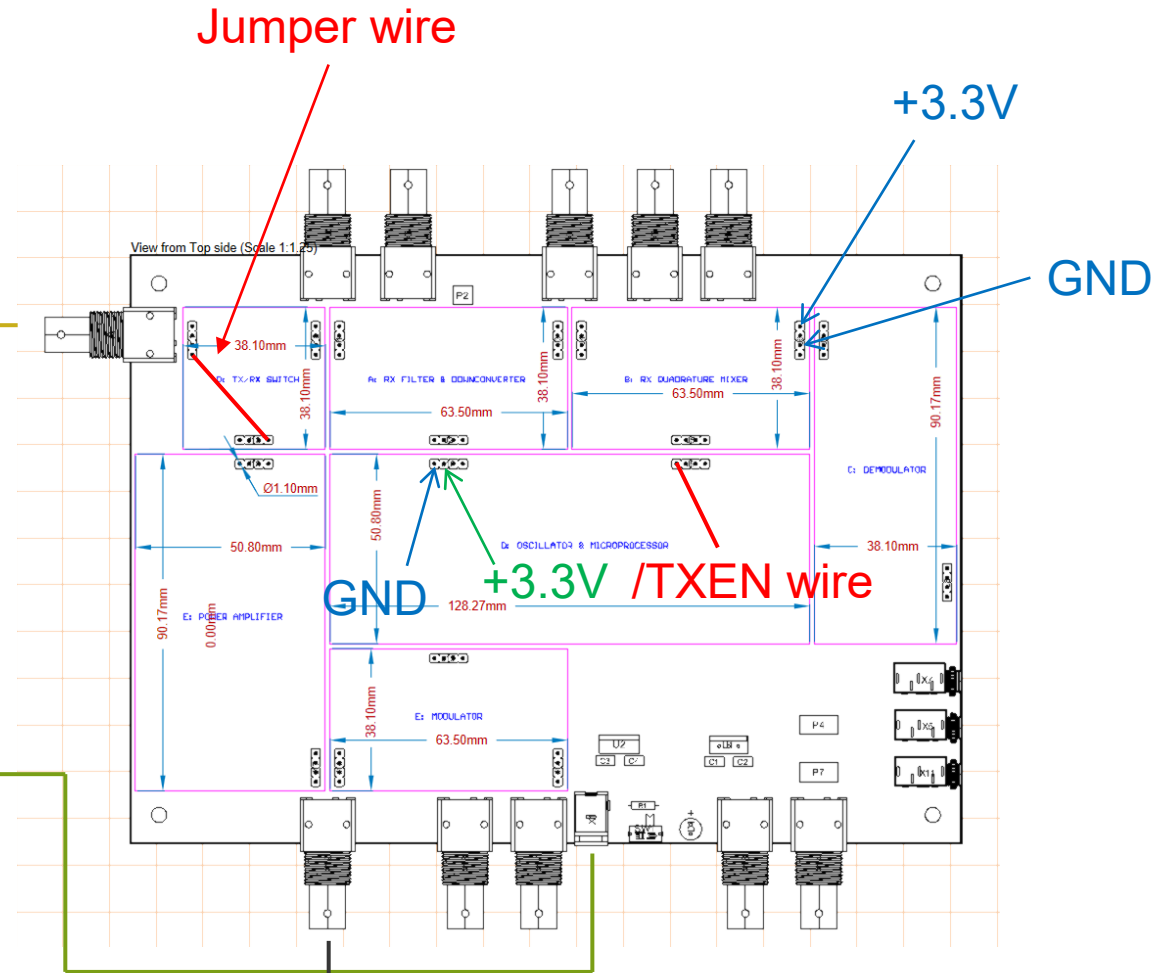 Jumper wire
+3.3V
View from Top side (Scale 1:1.25)
GND
P2
38.10mm
TX/RX SWITCH
38.10mm
A: RX FILTER & DOWNCONVERTER
38.10mm
63.50mm
B: RX QUADRATURE MIXER
38.10mm
63.50mm
90.17mm
C: DEMODULATOR
Ø1.10mm
50.80mm
50.80mm
OSCILLATOR & MICROPROCESSOR
38.10mm
GND
+3.3V
/TXEN wire
128.27mm
90.17mm
0.00mm
E: POWER AMPLIFIER
38.10mm
E: MODULATOR
63.50mm
U2
C1
C2
P4
P7
R1